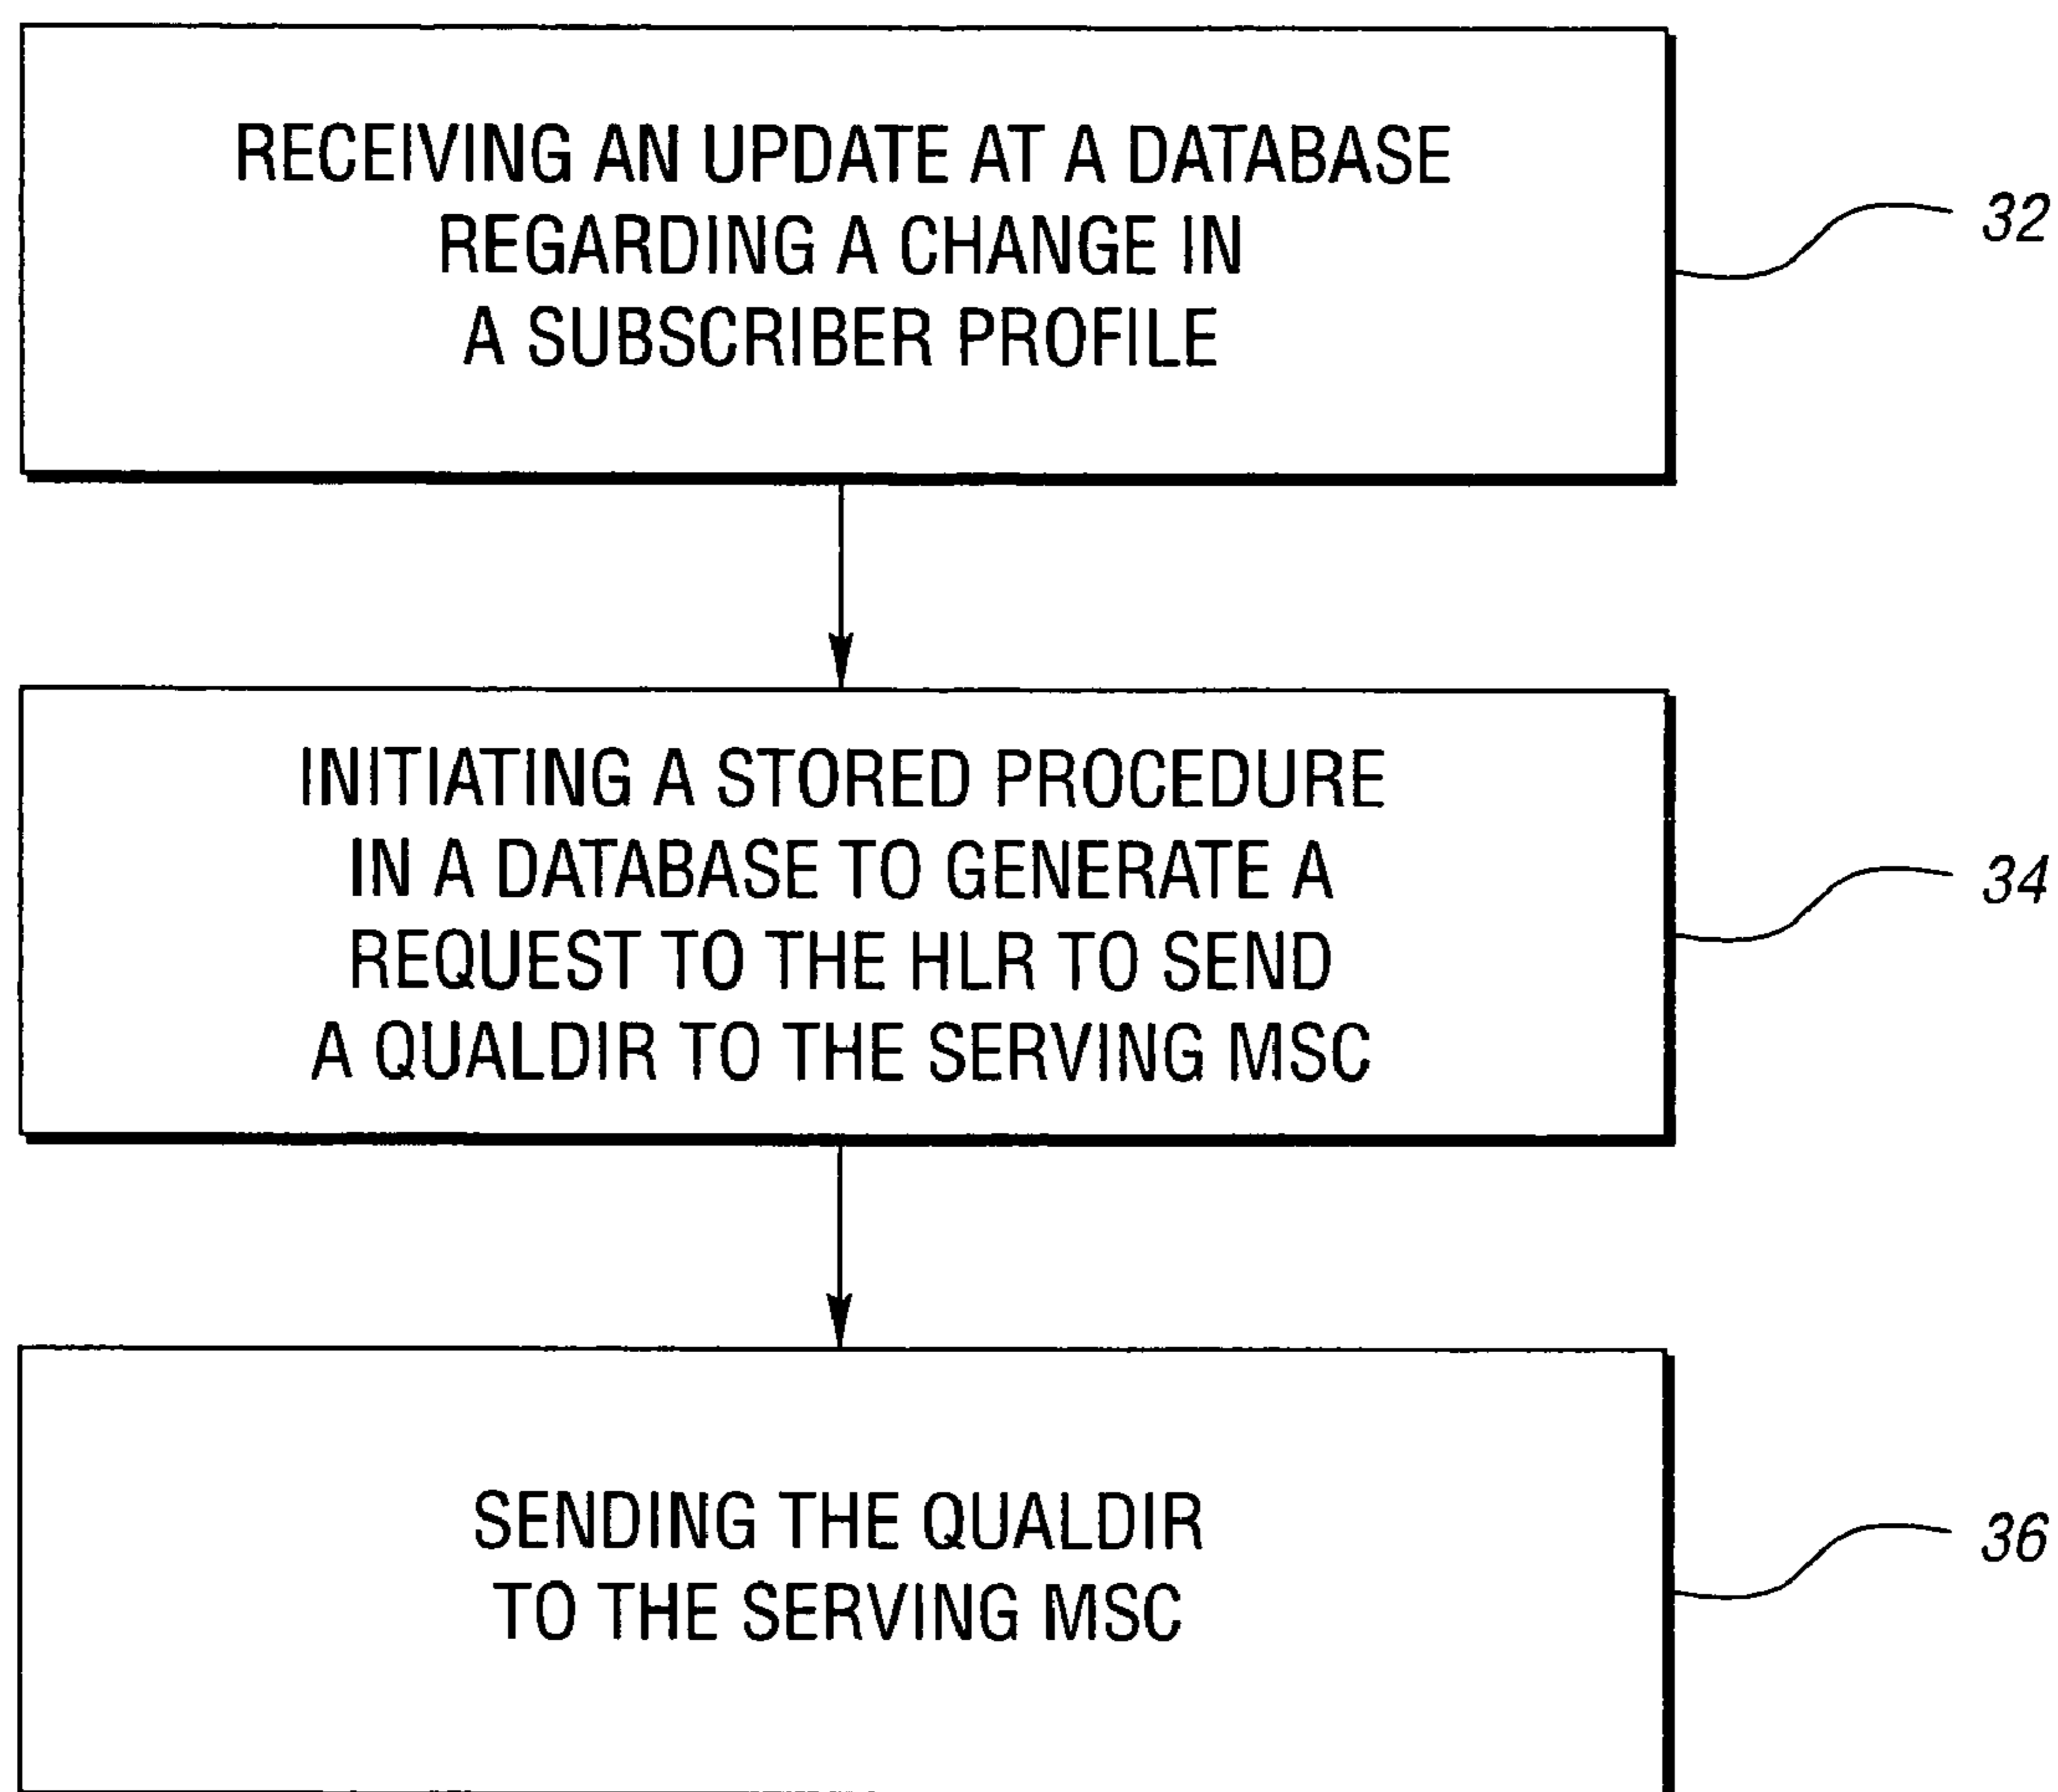 RECEIVING AN UPDATE AT A DATABASE
REGARDING A CHANGE IN
A SUBSCRIBER PROFILE
32
INITIATING A STORED PROCEDURE
IN A DATABASE TO GENERATE A
REQUEST TO THE HLR TO SEND
A QUALDIR TO THE SERVING MSC
34
SENDING THE QUALDIR
TO THE SERVING MSC
36